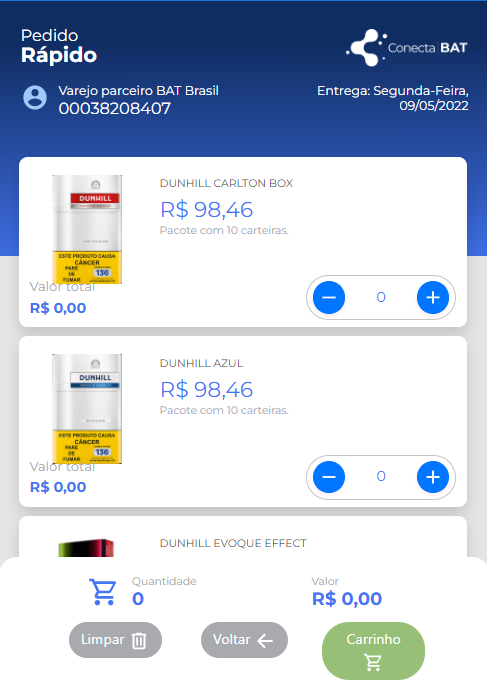 Pedido
Rápido
Conecta BAT
Varejo parceiro BAT Brasil
00038208407
Entrega: Segunda-Feira,
09/05/2022
DUNHILL CARLTON BOX
R$ 98,46
Pacote com 10 carteiras.
DUNHILL
ESTE PRODUTO CAUSA
CÂNCER
PARE
DE
FUMAR
136
Valor total
R$ 0,00
0
DUNHILL AZUL
R$ 98,46
Pacote com 10 carteiras.
DUNHILL
ESTE PRODUTO CAUSA
CÂNCER
PARE
DE
FUMAR
136
Valor total
R$ 0,00
0
DUNHILL EVOQUE EFFECT
Quantidade
0
Valor
R$ 0,00
Limpar
Voltar
Carrinho